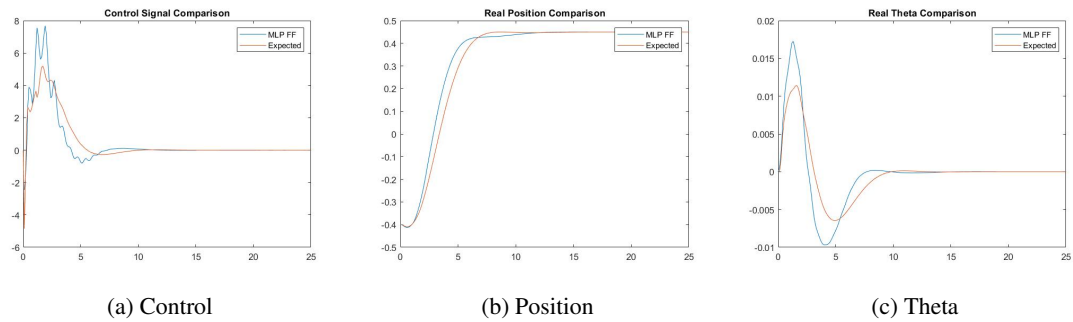 Control Signal Comparison
MLP FF
Expected
8
6
4
2
0
-2
-4
-6
0 5 10 15 20 25
(a) Control
Real Position Comparison
MLP FF
Expected
0.5
0.4
0.3
0.2
0.1
0
-0.1
-0.2
-0.3
-0.4
-0.5
0 5 10 15 20 25
(b) Position
Real Theta Comparison
MLP FF
Expected
0.02
0.015
0.01
0.005
0
-0.005
-0.01
0 5 10 15 20 25
(c) Theta